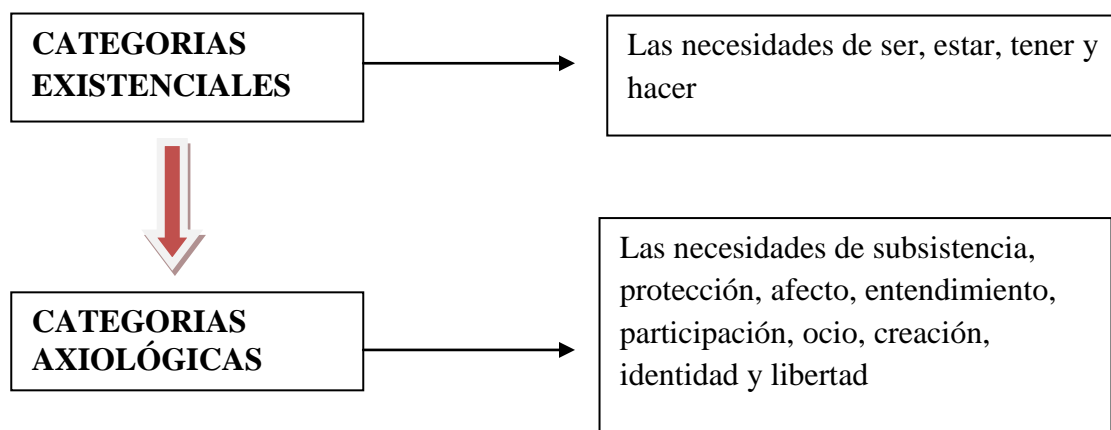 CATEGORIAS
EXISTENCIALES
Las necesidades de ser, estar, tener y
hacer
CATEGORIAS
AXIOLÓGICAS
Las necesidades de subsistencia,
protección, afecto, entendimiento,
participación, ocio, creación,
identidad y libertad